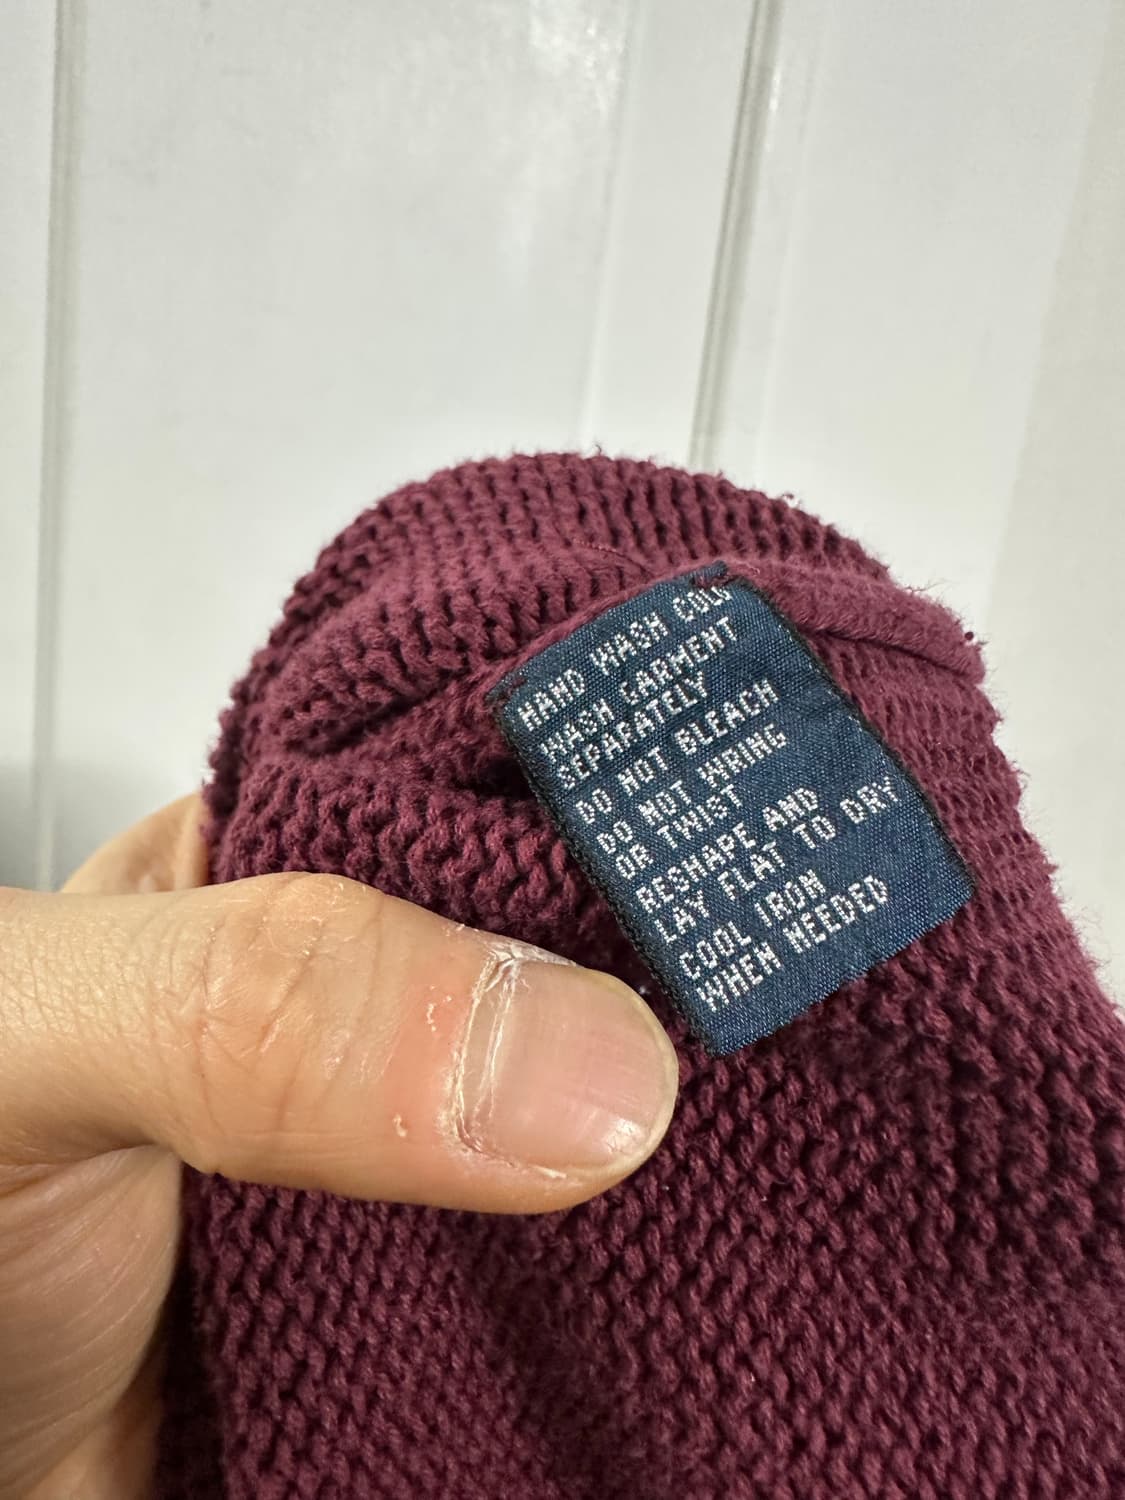 HAND WASH COLD
WASH GARMENT
SEPARATELY
DO NOT BLEACH
DO NOT WRING
OR TWIST
RESHAPE AND
LAY FLAT TO DRY
COOL IRON
WHEN NEEDED